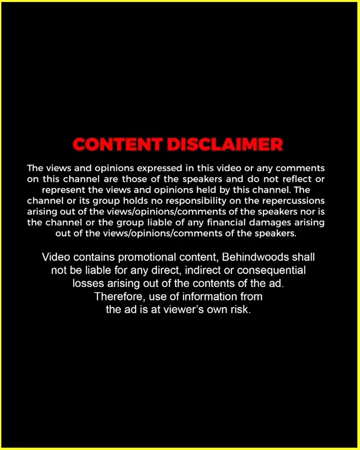 CONTENT DISCLAIMER
The views and opinions expressed in this video or any comments
on this channel are those of the speakers and do not reflect or
represent the views and opinions held by this channel. The
channel or its group holds no responsibility on the repercussions
arising out of the views/opinions/comments of the speakers nor is
the channel or the group liable of any financial damages arising
out of the views/opinions/comments of the speakers.
Video contains promotional content, Behindwoods shall
not be liable for any direct, indirect or consequential
losses arising out of the contents of the ad.
Therefore, use of information from
the ad is at viewer's own risk.